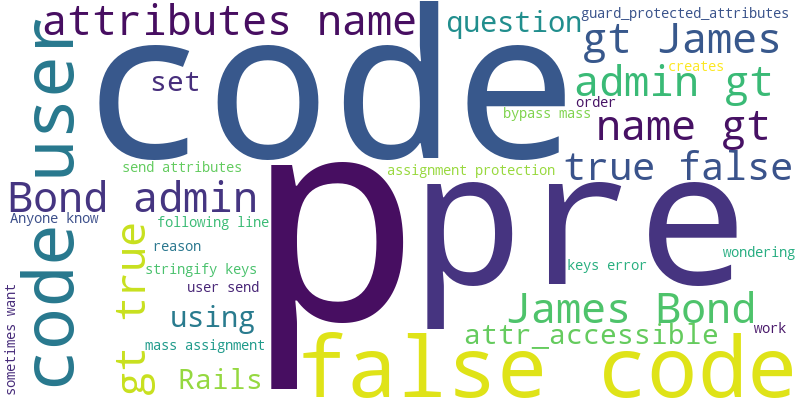 attributes name
question
guard_protected_attributes
gt James
code
set
creates
admin gt
order
bypass mass
name gt
user
send attributes
assignment protection
true false
p
pre
Bond admin
Anyone know
following line
reason
wondering
stringify keys
keys error
code
gt true
user send
sometimes want
James Bond
using
attr_accessible
work
mass assignment
Rails
false code